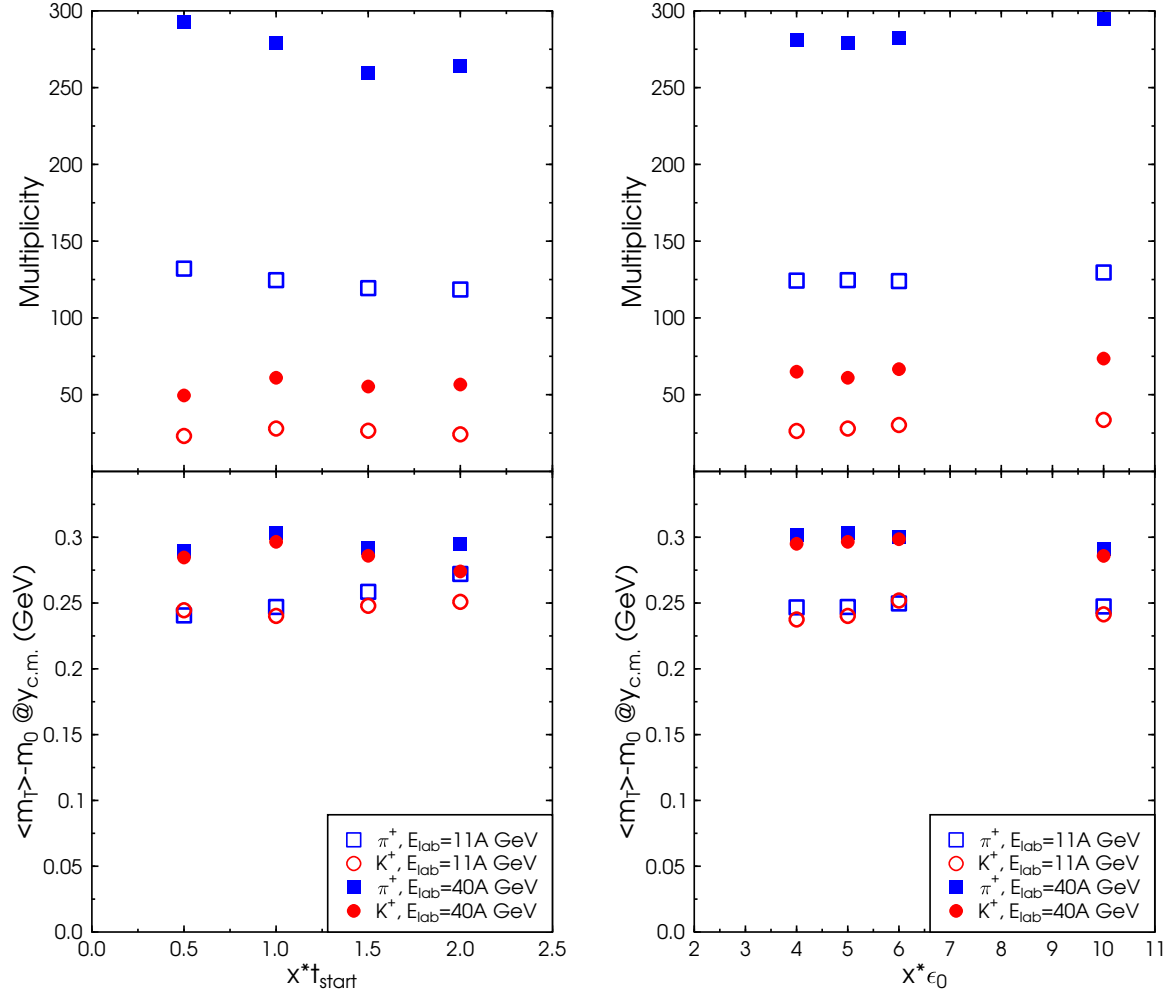 300
250
200
150
100
50
Multiplicity
300
250
200
150
100
50
Multiplicity
0.3
0.25
0.2
0.15
0.1
0.05
0.0
<m_T>-m_0 @y_c.m. (GeV)
π^+, E_lab=11A GeV
K^+, E_lab=11A GeV
π^+, E_lab=40A GeV
K^+, E_lab=40A GeV
0.0 0.5 1.0 1.5 2.0 2.5
x*t_start
0.3
0.25
0.2
0.15
0.1
0.05
0.0
<m_T>-m_0 @y_c.m. (GeV)
π^+, E_lab=11A GeV
K^+, E_lab=11A GeV
π^+, E_lab=40A GeV
K^+, E_lab=40A GeV
2 3 4 5 6 7 8 9 10 11
x*ϵ_0